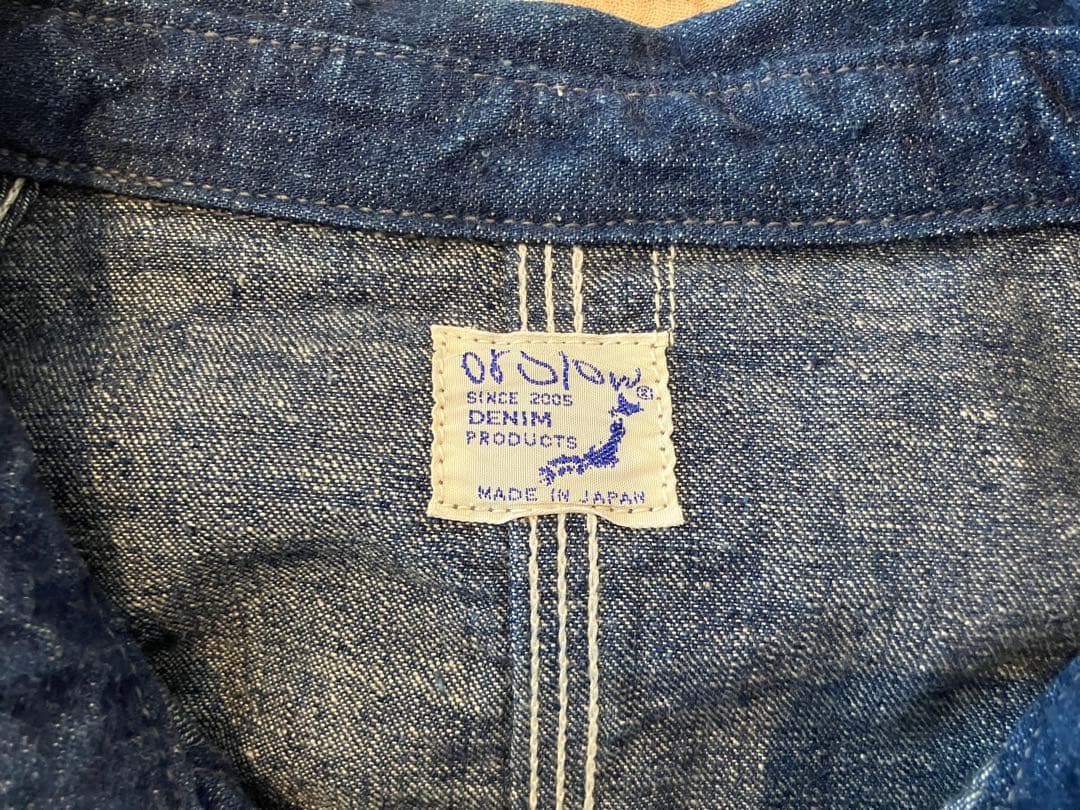 orSlow®
SINCE 2005
DENIM
PRODUCTS
MADE IN JAPAN